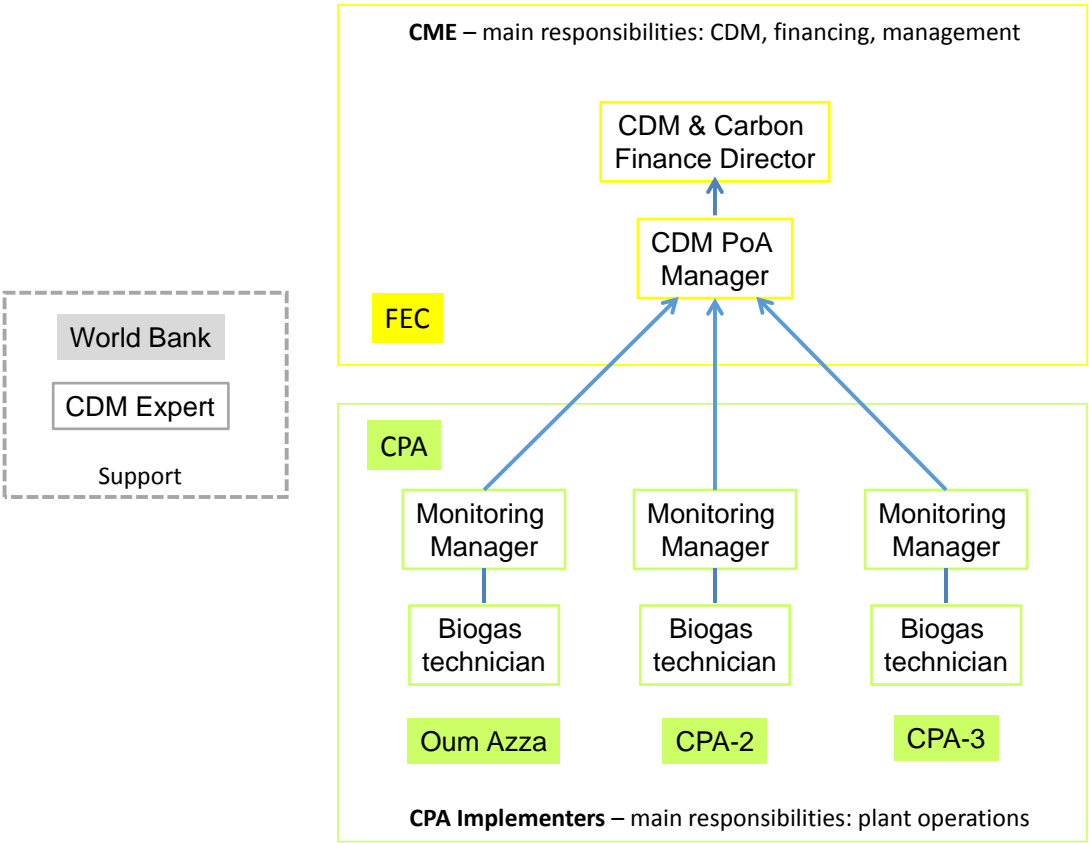 CME – main responsibilities: CDM, financing, management
CDM & Carbon
Finance Director
CDM PoA
Manager
FEC
World Bank
CDM Expert
Support
CPA
Monitoring
Manager
Monitoring
Manager
Monitoring
Manager
Biogas
technician
Biogas
technician
Biogas
technician
Oum Azza
CPA-2
CPA-3
CPA Implementers – main responsibilities: plant operations